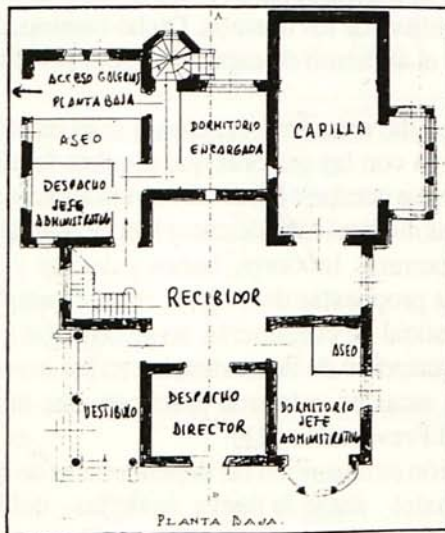 A
ACCESO GALERIAS
PLANTA BAJA
ASEO
DORMITORIO
ENCARGADA
CAPILLA
DESPACHO
JEFE
ADMINISTRATIVO
RECIBIDOR
ASEO
VESTIBULO
DESPACHO
DIRECTOR
DORMITORIO
JEFE
ADMINISTRATIVO
PLANTA BAJA.